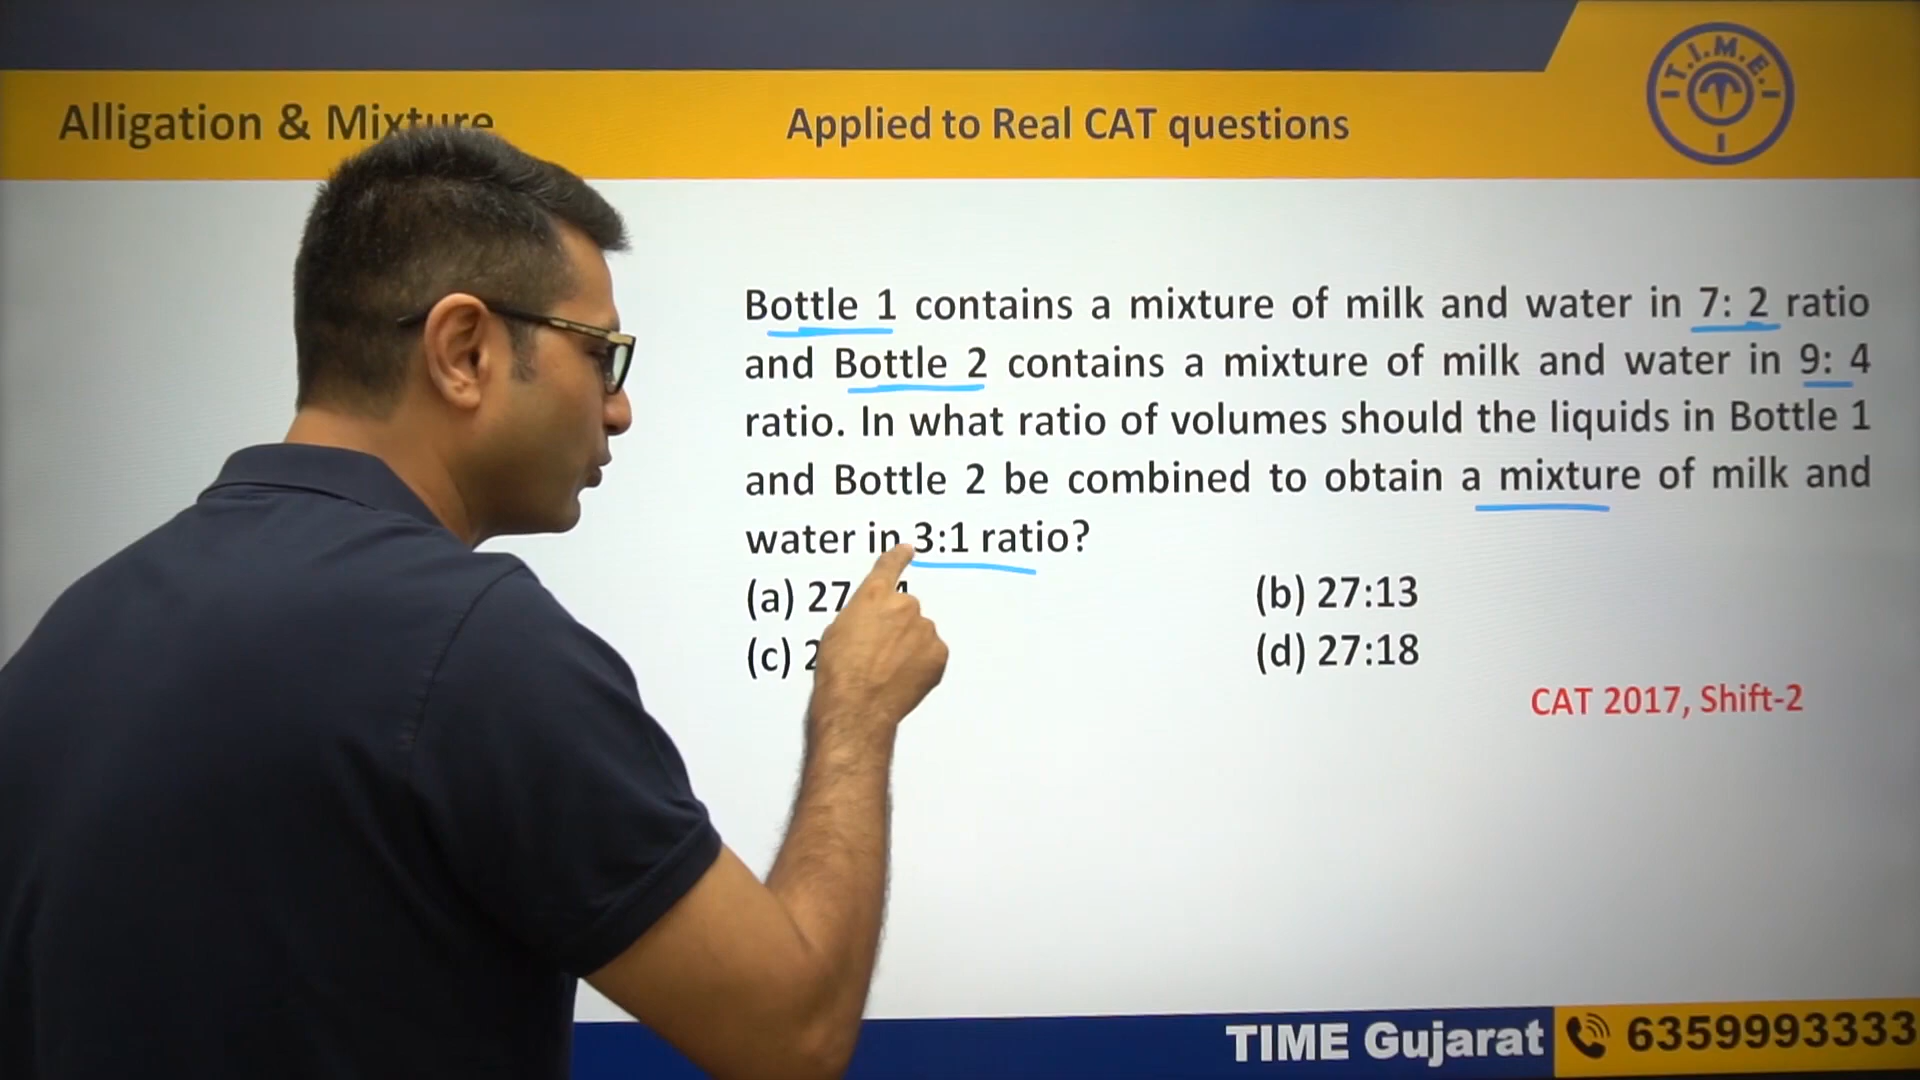 Alligation & Mixture
Applied to Real CAT questions
T.I.M.E.
Bottle 1 contains a mixture of milk and water in 7: 2 ratio
and Bottle 2 contains a mixture of milk and water in 9: 4
ratio. In what ratio of volumes should the liquids in Bottle 1
and Bottle 2 be combined to obtain a mixture of milk and
water in 3:1 ratio?
(a) 27
(b) 27:13
(c)
(d) 27:18
CAT 2017, Shift-2
TIME Gujarat
6359993333